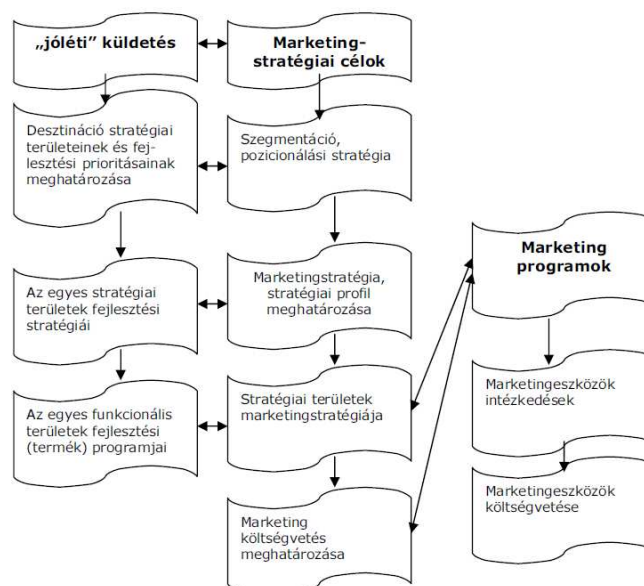 „jóléti” küldetés
Marketing-
stratégiai célok
Desztináció stratégiai
területeinek és fej-
lesztési prioritásainak
meghatározása
Szegmentáció,
pozicionálási stratégia
Az egyes stratégiai
területek fejlesztési
stratégiái
Marketingstratégia,
stratégiai profil
meghatározása
Az egyes funkcionális
területek fejlesztési
(termék) programjai
Stratégiai területek
marketingstratégiája
Marketing
költségvetés
meghatározása
Marketing
programok
Marketingeszközök
intézkedések
Marketingeszközök
költségvetése